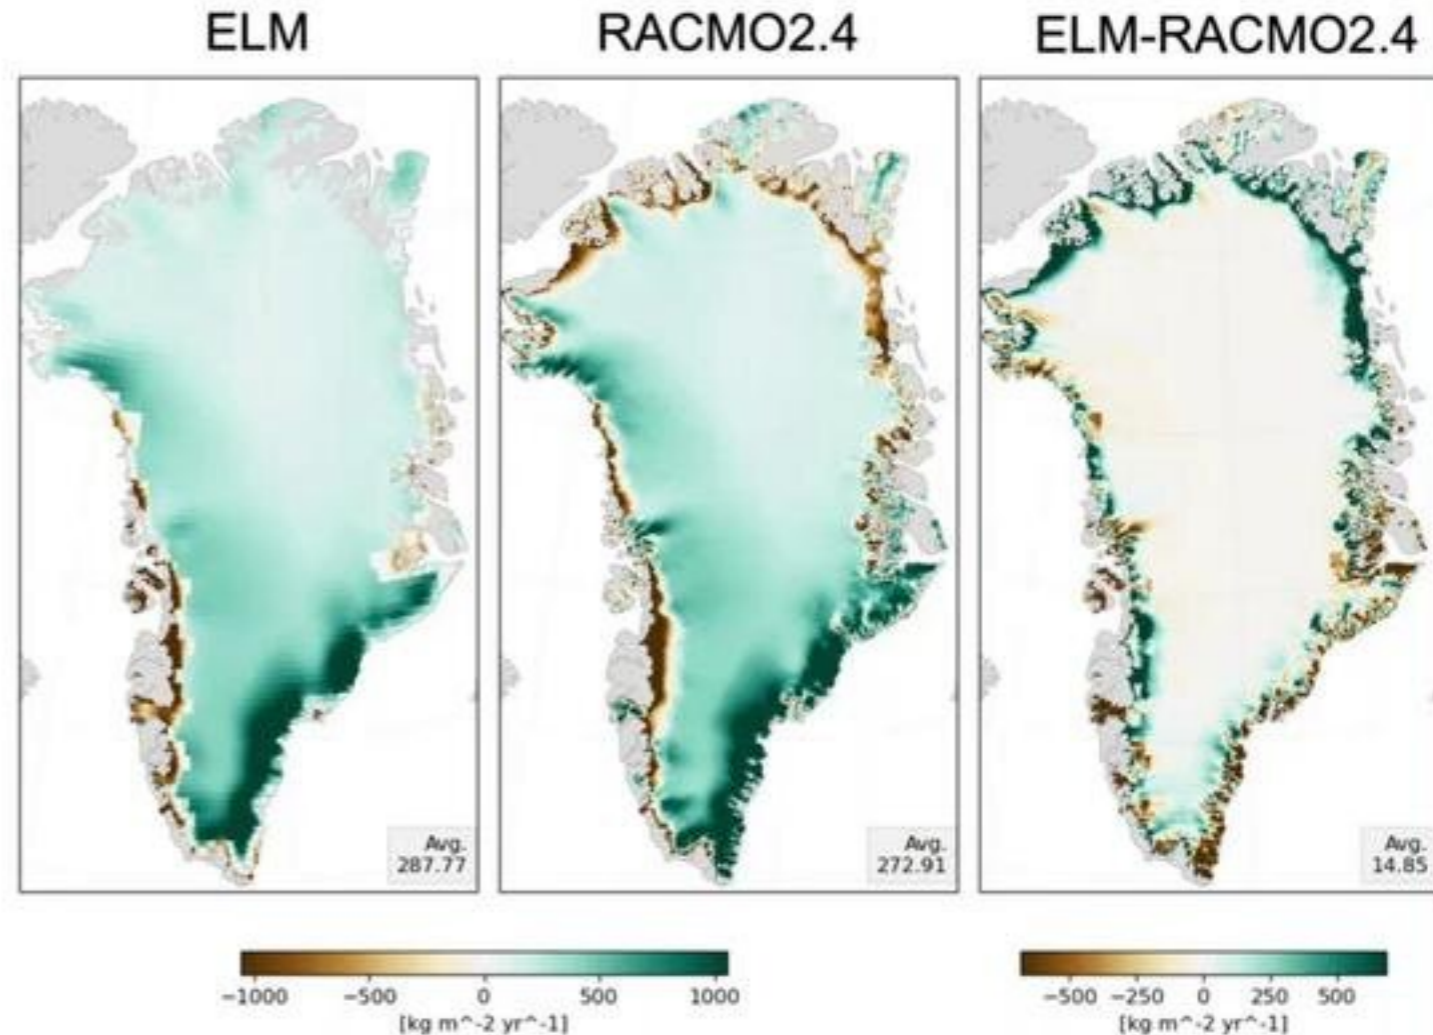 ELM
RACMO2.4
ELM-RACMO2.4
Avg.
287.77
Avg.
272.91
Avg.
14.85
−1000 −500 0 500 1000
[kg m^-2 yr^-1]
−500 −250 0 250 500
[kg m^-2 yr^-1]